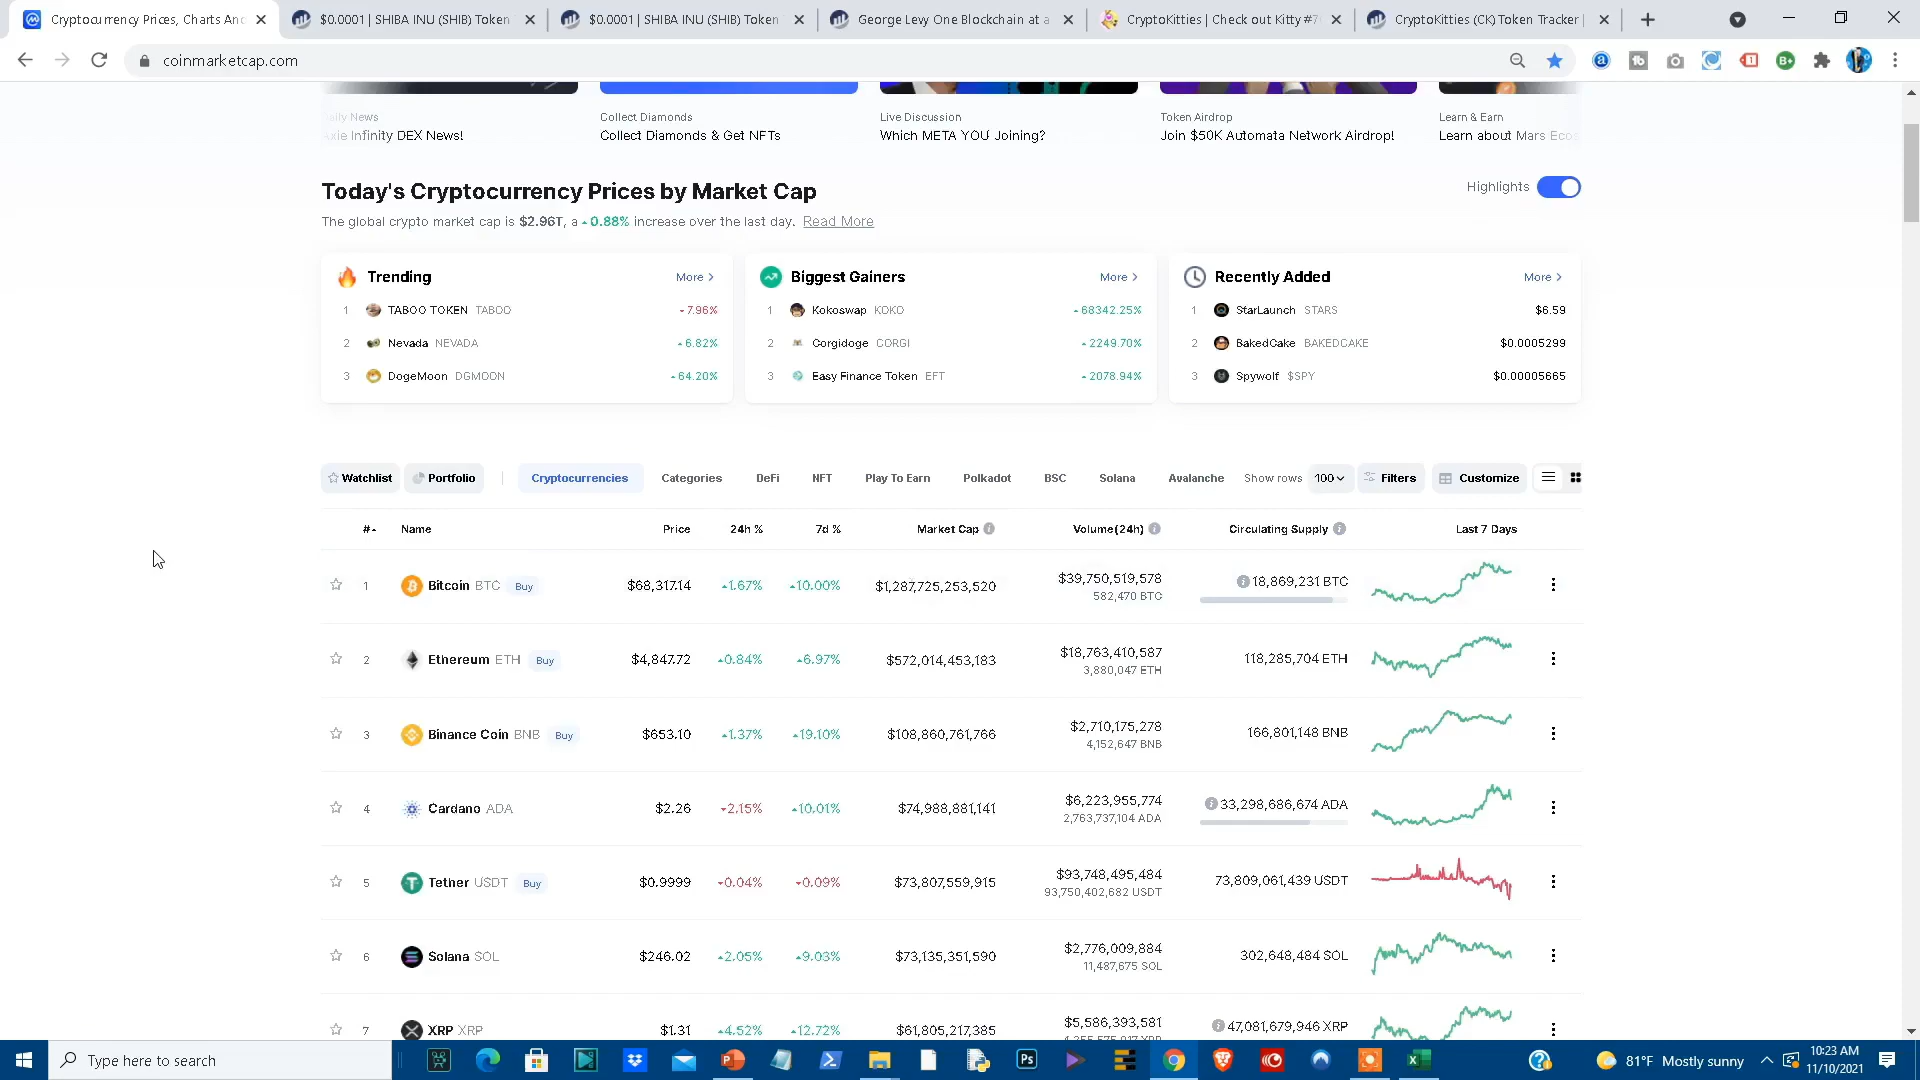 Cryptocurrency Prices, Charts And
$0.0001 | SHIBA INU (SHIB) Token
$0.0001 | SHIBA INU (SHIB) Token
George Levy One Blockchain at a
CryptoKitties | Check out Kitty #7
CryptoKitties (CK) Token Tracker |
coinmarketcap.com
aily News
Collect Diamonds
Live Discussion
Token Airdrop
Learn & Earn
Axie Infinity DEX News!
Collect Diamonds & Get NFTs
Which META YOU Joining?
Join $50K Automata Network Airdrop!
Learn about Mars Ecos
Today's Cryptocurrency Prices by Market Cap
Highlights
The global crypto market cap is $2.96T, a 0.88% increase over the last day. Read More
Trending
More
1 TABOO TOKEN TABOO 7.96%
2 Nevada NEVADA 6.82%
3 DogeMoon DGMOON 64.20%
Biggest Gainers
More
1 Kokoswap KOKO 68342.25%
2 Corgidoge CORGI 2249.70%
3 Easy Finance Token EFT 2078.94%
Recently Added
More
1 StarLaunch STARS $6.59
2 BakedCake BAKEDCAKE $0.0005299
3 Spywolf $SPY $0.00005665
Watchlist Portfolio Cryptocurrencies Categories DeFi NFT Play To Earn Polkadot BSC Solana Avalanche Show rows 100 Filters Customize
# Name Price 24h % 7d % Market Cap Volume(24h) Circulating Supply Last 7 Days
1 Bitcoin BTC Buy $68,317.14 1.67% 10.00% $1,287,725,253,520 $39,750,519,578 18,869,231 BTC
582,470 BTC
2 Ethereum ETH Buy $4,847.72 0.84% 6.97% $572,014,453,183 $18,763,410,587 118,285,704 ETH
3,880,047 ETH
3 Binance Coin BNB Buy $653.10 1.37% 19.10% $108,860,761,766 $2,710,175,278 166,801,148 BNB
4,152,647 BNB
4 Cardano ADA $2.26 2.15% 10.01% $74,988,881,141 $6,223,955,774 33,298,686,674 ADA
2,763,737,104 ADA
5 Tether USDT Buy $0.9999 0.04% 0.09% $73,807,559,915 $93,748,495,484 73,809,061,439 USDT
93,750,402,682 USDT
6 Solana SOL $246.02 2.05% 9.03% $73,135,351,590 $2,776,009,884 302,648,484 SOL
11,487,675 SOL
7 XRP XRP $1.31 4.52% 12.72% $61,805,217,385 $5,586,393,581 47,081,679,946 XRP
Type here to search
81°F Mostly sunny
10:23 AM
11/10/2021